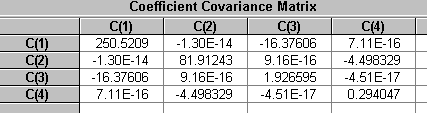 Coefficient Covariance Matrix
C(1) C(2) C(3) C(4)
C(1) 250.5209 -1.30E-14 -16.37606 7.11E-16
C(2) -1.30E-14 81.91243 9.16E-16 -4.498329
C(3) -16.37606 9.16E-16 1.926595 -4.51E-17
C(4) 7.11E-16 -4.498329 -4.51E-17 0.294047